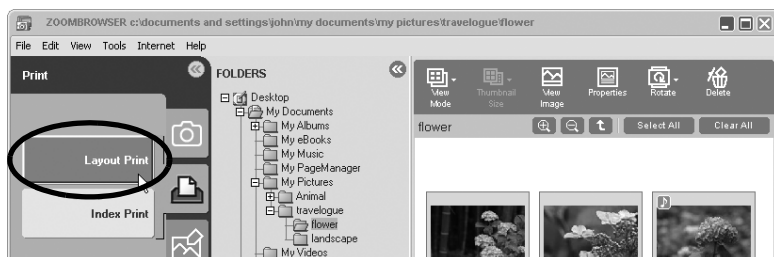 ZOOMBROWSER c:\documents and settings\john\my documents\my pictures\travelogue\flower
File Edit View Tools Internet Help
Print
Layout Print
Index Print
FOLDERS
Desktop
My Documents
My Albums
My eBooks
My Music
My PageManager
My Pictures
Animal
travelogue
flower
landscape
My Videos
View Mode
Thumbnail Size
View Image
Properties
Rotate
Delete
flower
Select All
Clear All